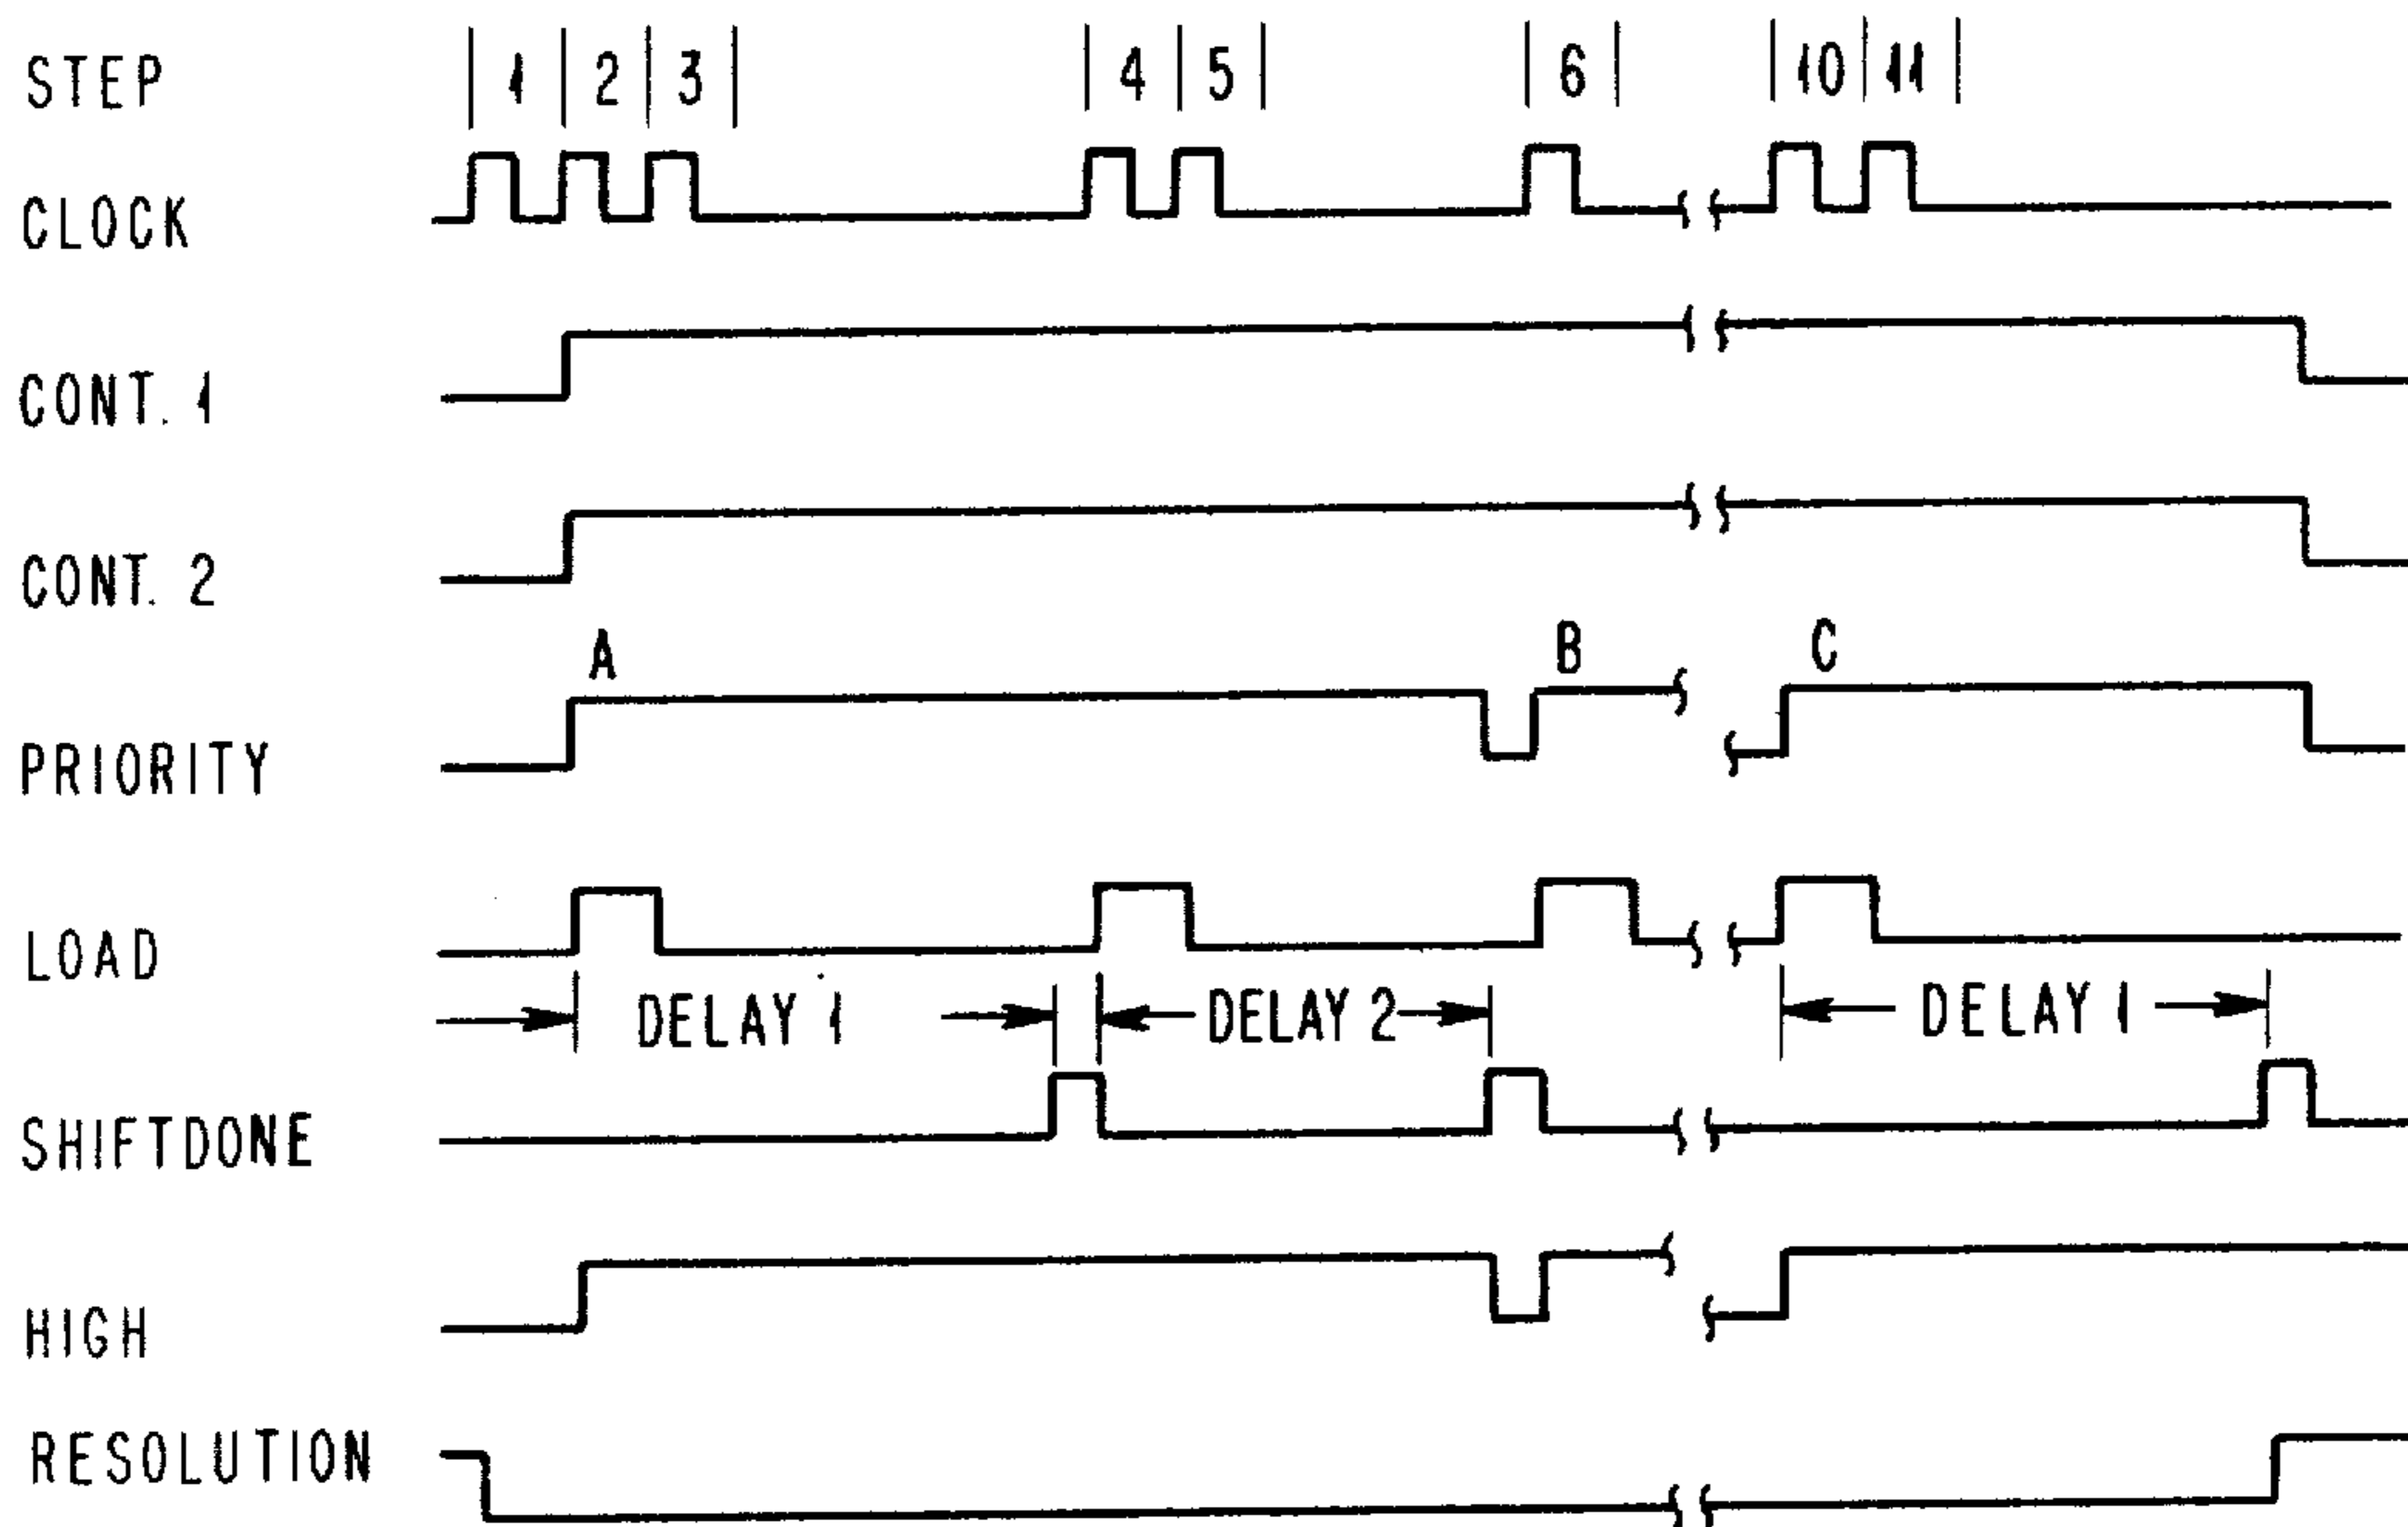 STEP 1 2 3 4 5 6 10 11
CLOCK
CONT. 1
CONT. 2
A B C
PRIORITY
LOAD
DELAY 1 DELAY 2 DELAY 1
SHIFTDONE
HIGH
RESOLUTION